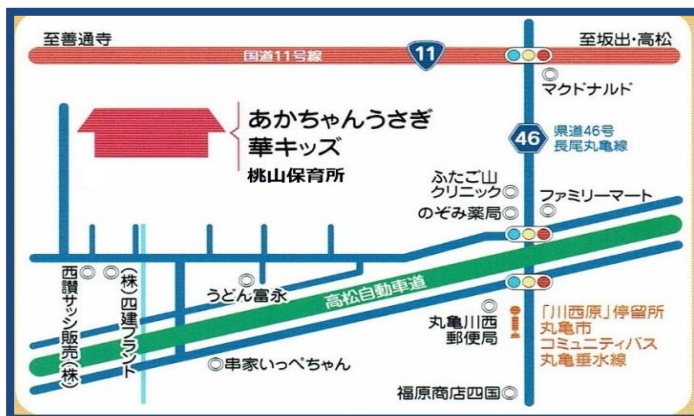 至善通寺
至坂出・高松
国道11号線
11
マクドナルド
あかちゃんうさぎ
華キッズ
桃山保育所
46
県道46号
長尾丸亀線
ふたご山
クリニック
のぞみ薬局
ファミリーマート
西讃サッシ販売(株)
(株)四建プラント
うどん富永
高松自動車道
串家いっぺちゃん
丸亀川西
郵便局
「川西原」停留所
丸亀市
コミュニティバス
丸亀垂水線
福原商店四国